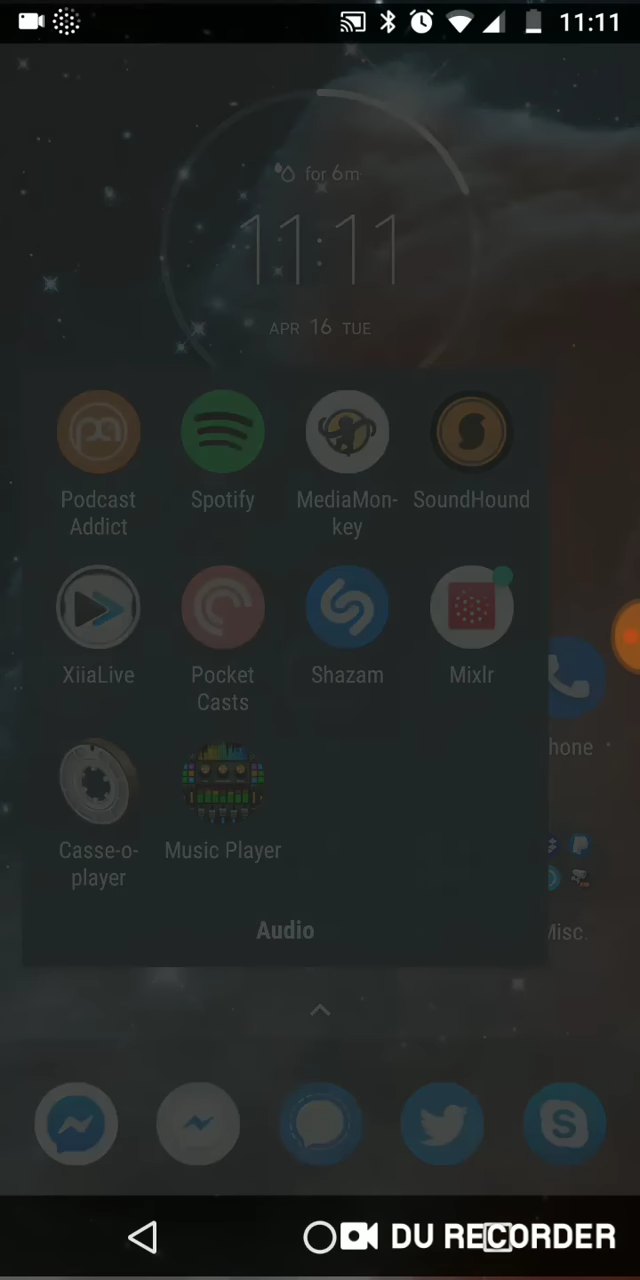 11:11
for 6m
11:11
APR 16 TUE
Podcast Addict
Spotify
MediaMon-key
SoundHound
XiiaLive
Pocket Casts
Shazam
Mixlr
hone
Casse-o-player
Music Player
Misc.
Audio
DU RECORDER